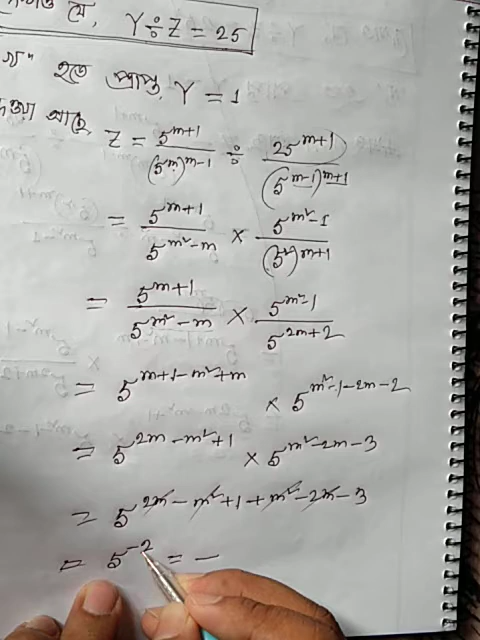 যে, Y÷Z = 25
গ" হতে প্রাপ্ত, Y = 1
আছে Z = 5^{m+1}/(5^m)^{m-1} ÷ 25^{m+1}/(5^{m-1})^{m+1}
= 5^{m+1}/5^{m²-m} × 5^{m²-1}/(5²)^{m+1}
= 5^{m+1}/5^{m²-m} × 5^{m²-1}/5^{2m+2}
= 5^{m+1-m²+m} × 5^{m²-1-2m-2}
= 5^{2m-m²+1} × 5^{m²-2m-3}
= 5^{2m-m²+1+m²-2m-3}
= 5^{-2} = —